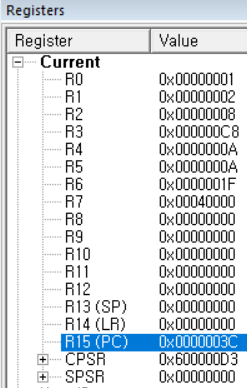 Registers
Register Value
Current
R0 0x00000001
R1 0x00000002
R2 0x00000008
R3 0x000000C8
R4 0x0000000A
R5 0x0000000A
R6 0x0000001F
R7 0x00040000
R8 0x00000000
R9 0x00000000
R10 0x00000000
R11 0x00000000
R12 0x00000000
R13 (SP) 0x00000000
R14 (LR) 0x00000000
R15 (PC) 0x0000003C
CPSR 0x600000D3
SPSR 0x00000000